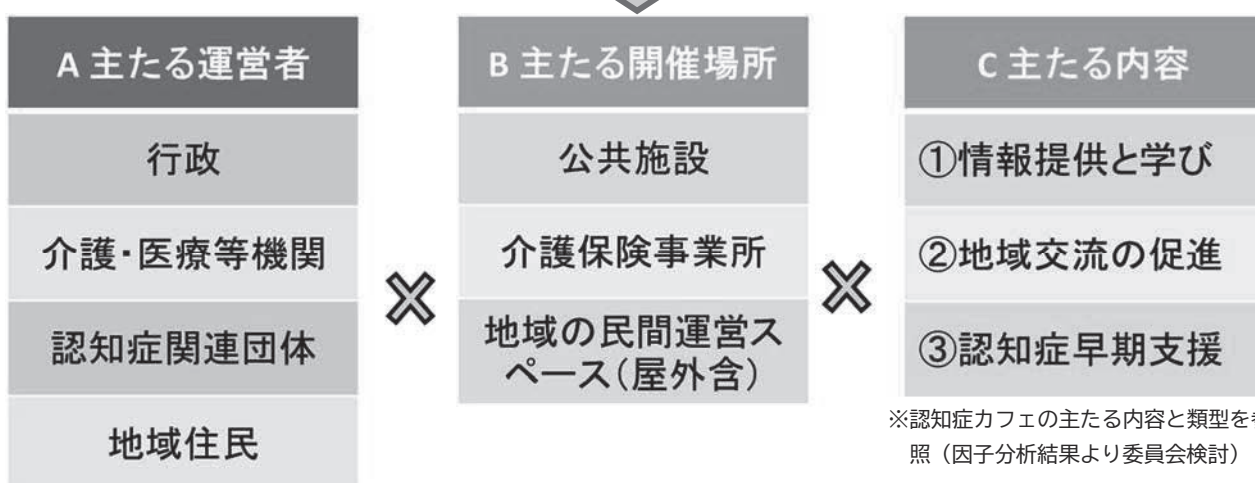 A 主たる運営者
行政
介護・医療等機関
認知症関連団体
地域住民
B 主たる開催場所
公共施設
介護保険事業所
地域の民間運営ス
ペース(屋外含)
C 主たる内容
①情報提供と学び
②地域交流の促進
③認知症早期支援
※認知症カフェの主たる内容と類型を参
照（因子分析結果より委員会検討）